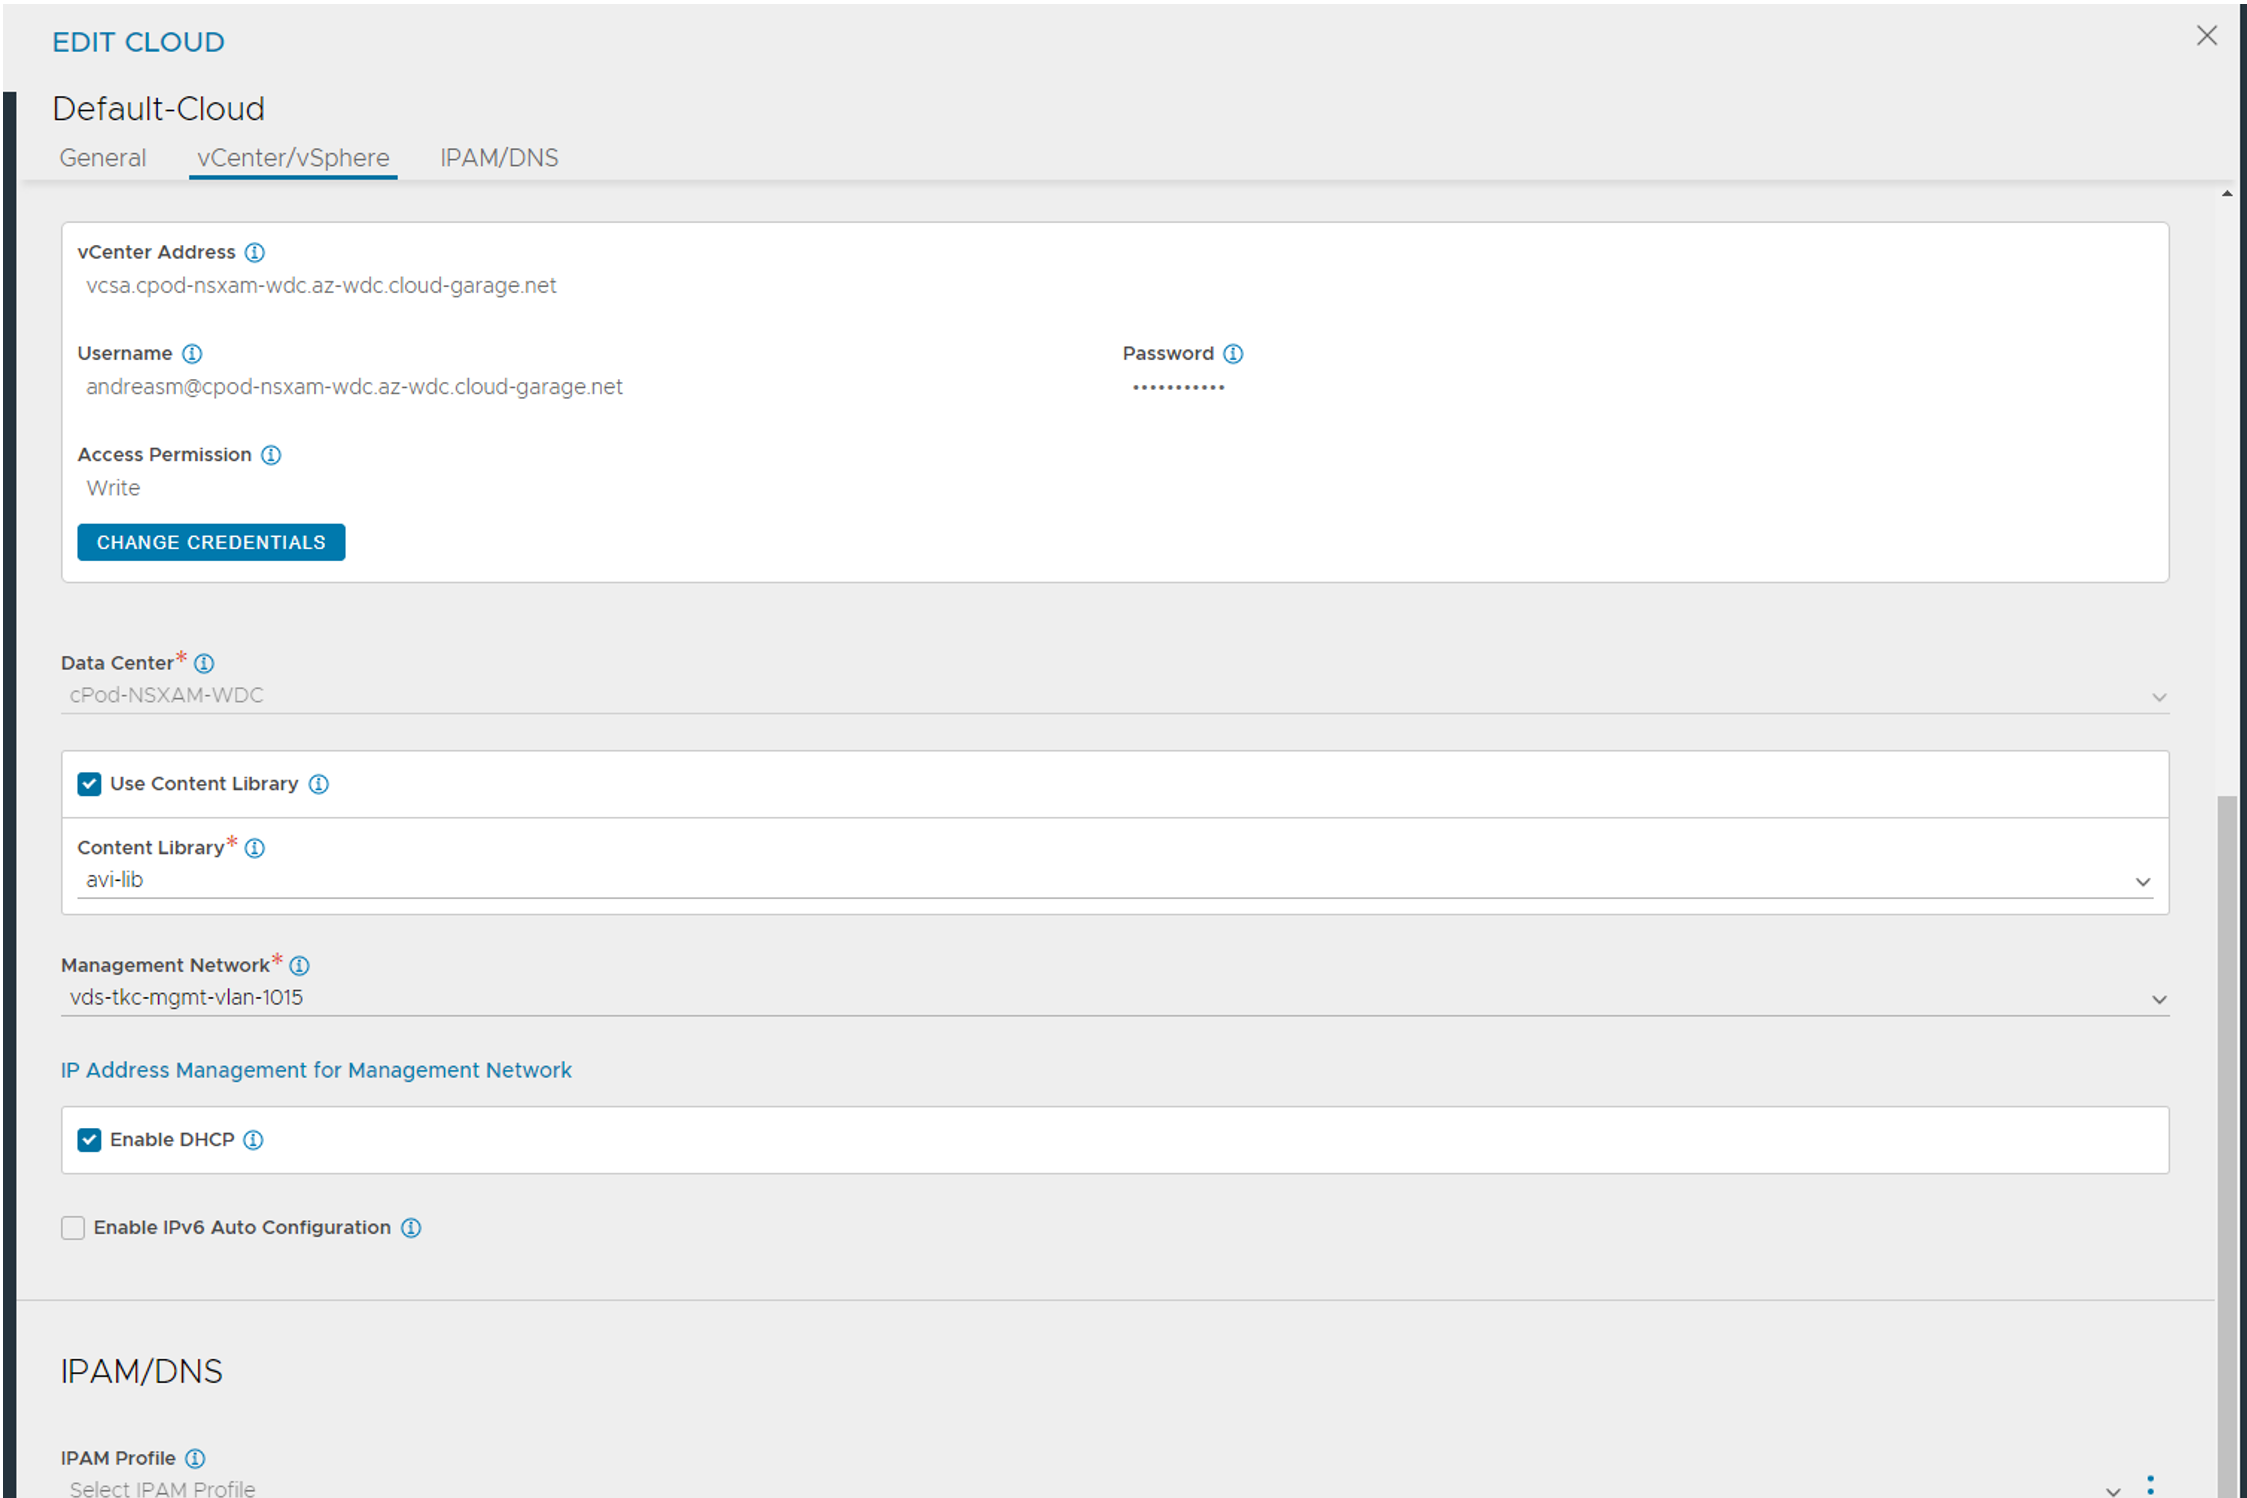 EDIT CLOUD
Default-Cloud
General vCenter/vSphere IPAM/DNS
vCenter Address
vcsa.cpod-nsxam-wdc.az-wdc.cloud-garage.net
Username Password
andreasm@cpod-nsxam-wdc.az-wdc.cloud-garage.net •••••••••••
Access Permission
Write
CHANGE CREDENTIALS
Data Center*
cPod-NSXAM-WDC
Use Content Library
Content Library*
avi-lib
Management Network*
vds-tkc-mgmt-vlan-1015
IP Address Management for Management Network
Enable DHCP
Enable IPv6 Auto Configuration
IPAM/DNS
IPAM Profile
Select IPAM Profile